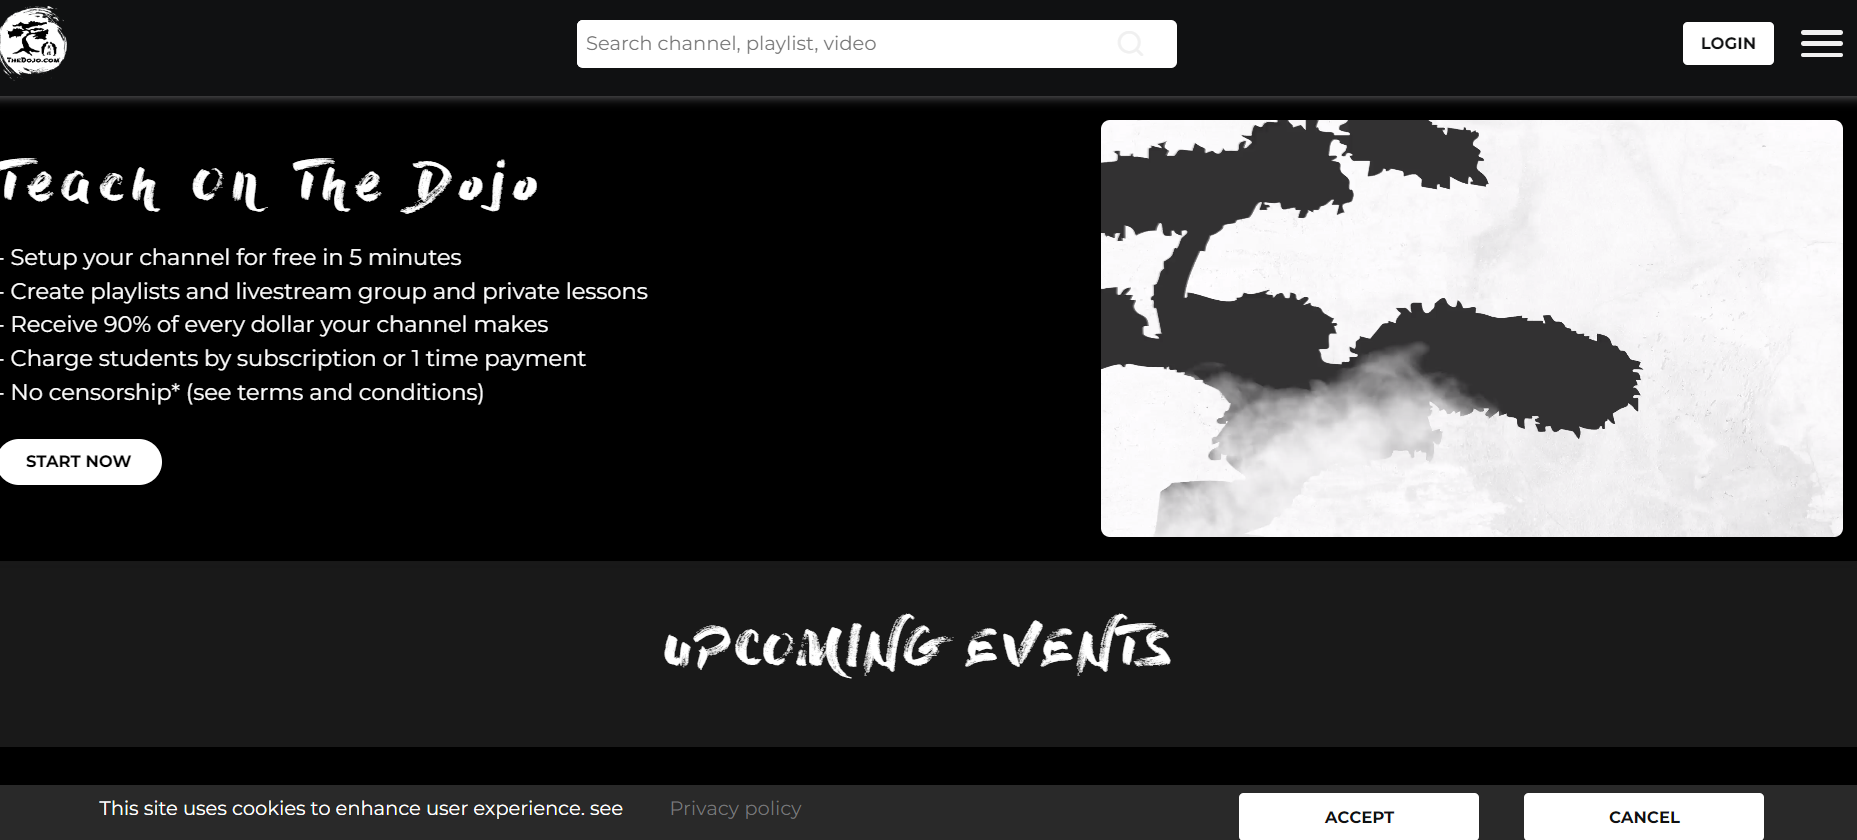 TheDojo.com
Search channel, playlist, video
LOGIN
Teach On The Dojo
- Setup your channel for free in 5 minutes
- Create playlists and livestream group and private lessons
- Receive 90% of every dollar your channel makes
- Charge students by subscription or 1 time payment
- No censorship* (see terms and conditions)
START NOW
UPCOMING EVENTS
This site uses cookies to enhance user experience. see Privacy policy
ACCEPT
CANCEL